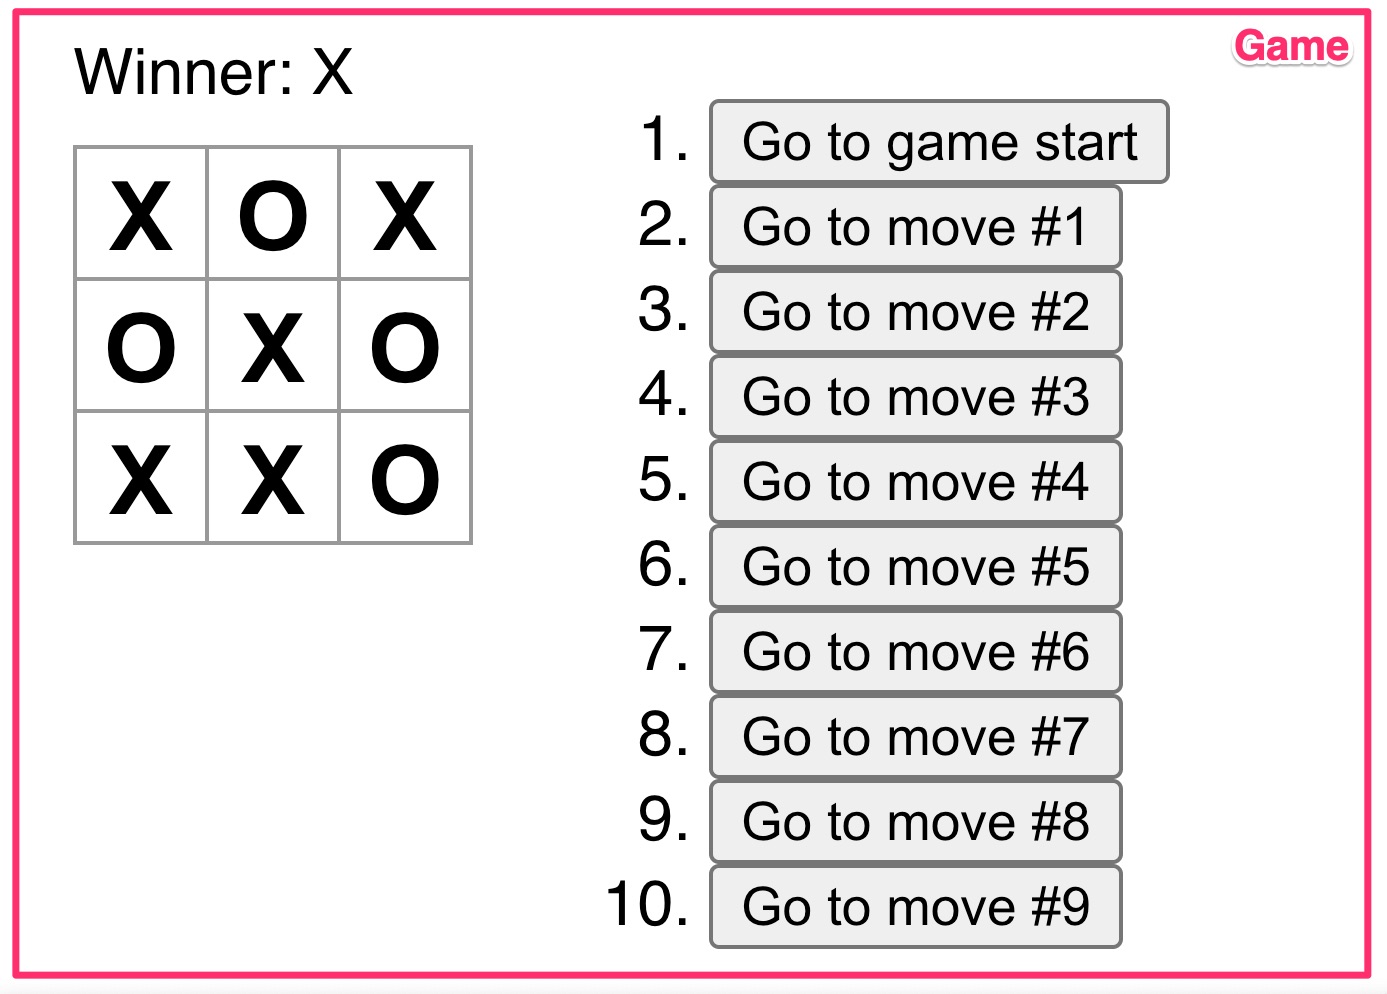 Game
Winner: X
X O X
O X O
X X O
1. Go to game start
2. Go to move #1
3. Go to move #2
4. Go to move #3
5. Go to move #4
6. Go to move #5
7. Go to move #6
8. Go to move #7
9. Go to move #8
10. Go to move #9